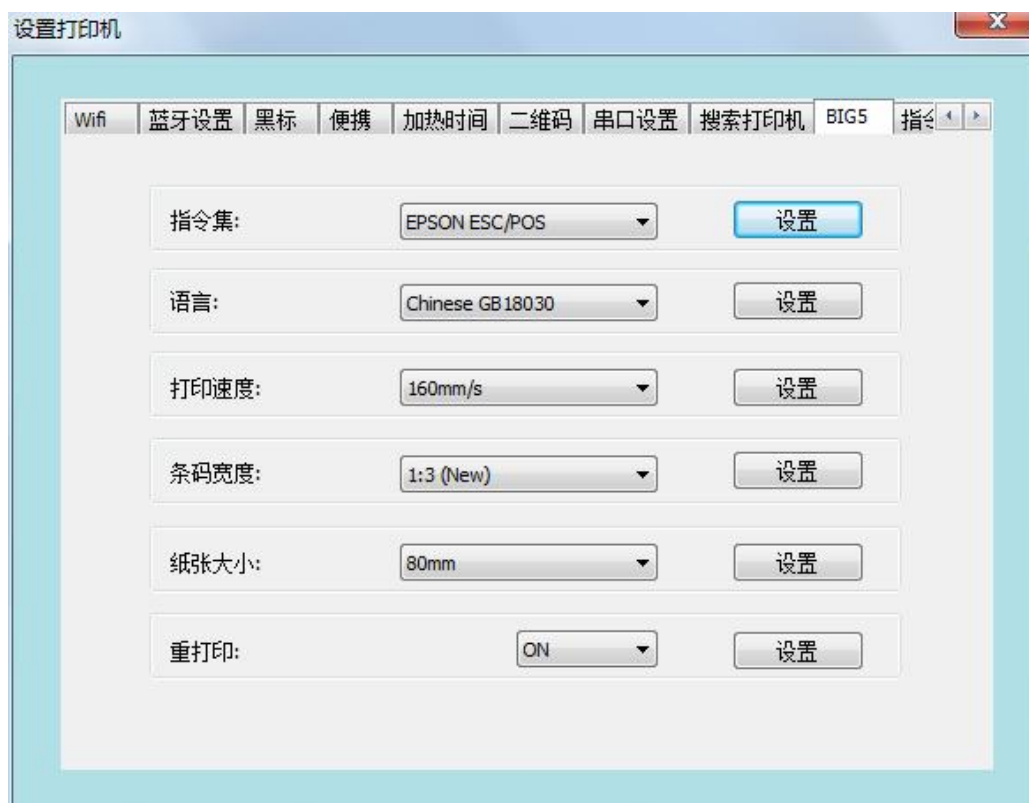 设置打印机
Wifi 蓝牙设置 黑标 便携 加热时间 二维码 串口设置 搜索打印机 BIG5 指
指令集: EPSON ESC/POS 设置
语言: Chinese GB18030 设置
打印速度: 160mm/s 设置
条码宽度: 1:3 (New) 设置
纸张大小: 80mm 设置
重打印: ON 设置